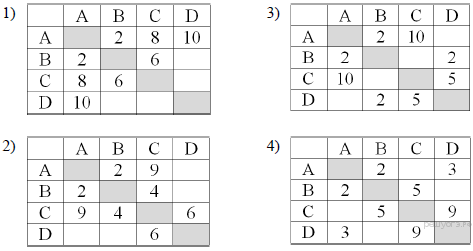 1)
A B C D
A 2 8 10
B 2 6
C 8 6
D 10
2)
A B C D
A 2 9
B 2 4
C 9 4 6
D 6
3)
A B C D
A 2 10
B 2 2
C 10 5
D 2 5
4)
A B C D
A 2 3
B 2 5
C 5 9
D 3 9